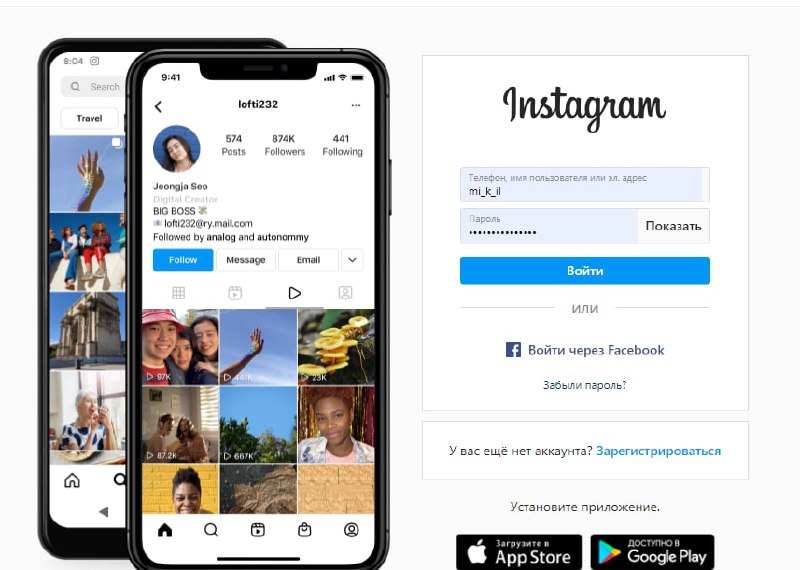 8:04
Search
Travel
9:41
lofti232
574 874K 441
Posts Followers Following
Jeongja Seo
Digital Creator
BIG BOSS
lofti232@ry.mail.com
Followed by analog and autonommy
Follow Message Email
97K 441K 23K
87.2K 667K
Instagram
Телефон, имя пользователя или эл. адрес
mi_k_il
Пароль
••••••••••••••• Показать
Войти
ИЛИ
Войти через Facebook
Забыли пароль?
У вас ещё нет аккаунта? Зарегистрироваться
Установите приложение.
Загрузите в
App Store
ДОСТУПНО В
Google Play